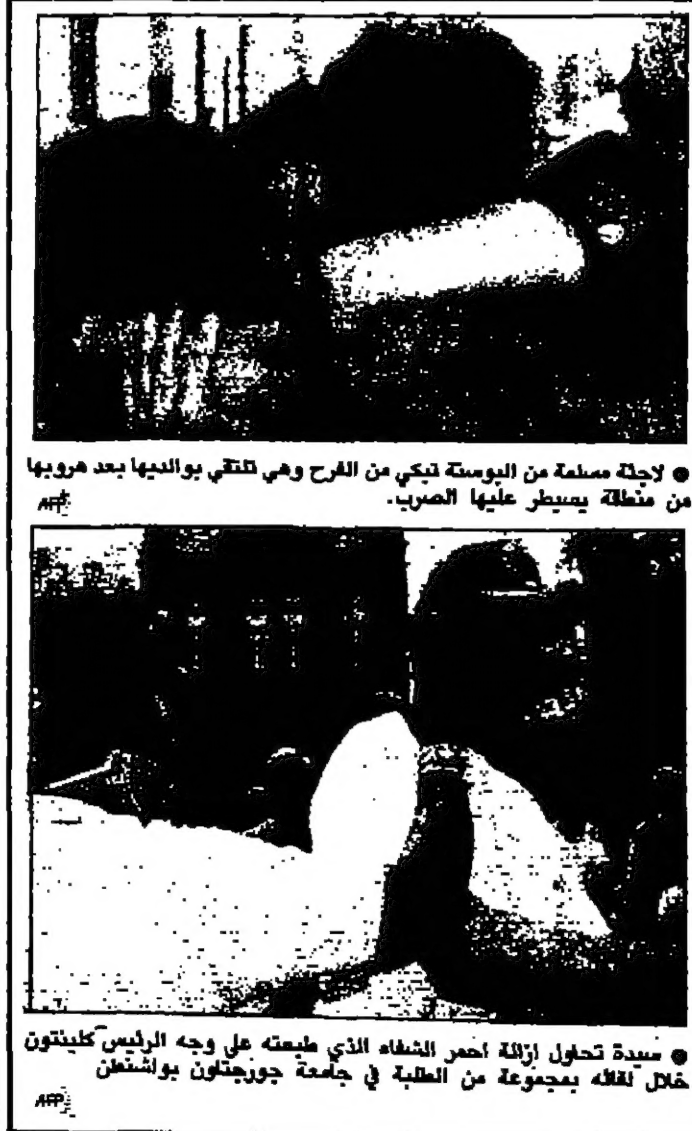 ● لاجئة مسلمة من البوسنة تبكي من الفرح وهي تلتقي بوالديها بعد هروبها
من منطقة يسيطر عليها الصرب.
AFP
● سيدة تحاول ازالة احمر الشفاه الذي طبعته على وجه الرئيس كلينتون
خلال لقائه بمجموعة من الطلبة في جامعة جورجتاون بواشنطن
AFP